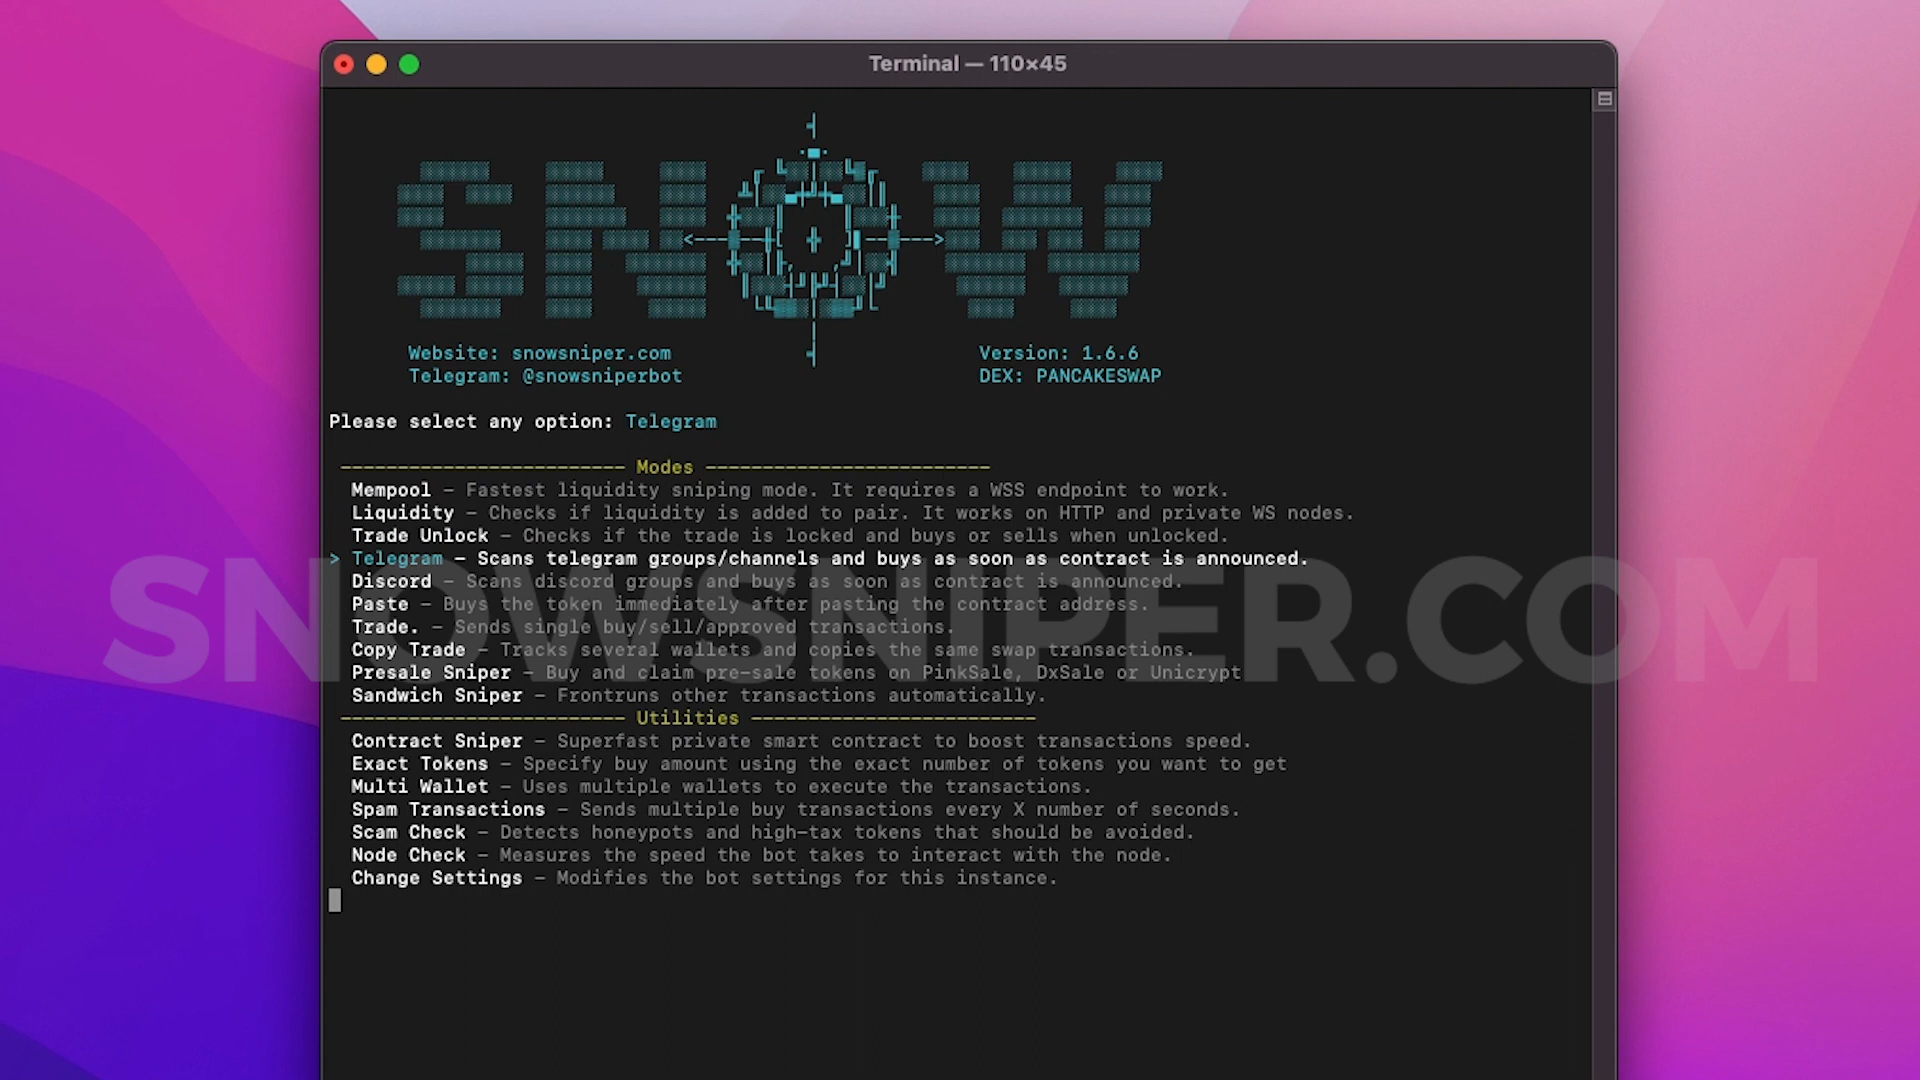 Terminal — 110×45
SNOW
Website: snowsniper.com
Version: 1.6.6
Telegram: @snowsniperbot
DEX: PANCAKESWAP
Please select any option: Telegram
------------------------- Modes -------------------------
Mempool - Fastest liquidity sniping mode. It requires a WSS endpoint to work.
Liquidity - Checks if liquidity is added to pair. It works on HTTP and private WS nodes.
Trade Unlock - Checks if the trade is locked and buys or sells when unlocked.
> Telegram - Scans telegram groups/channels and buys as soon as contract is announced.
Discord - Scans discord groups and buys as soon as contract is announced.
Paste - Buys the token immediately after pasting the contract address.
Trade. - Sends single buy/sell/approved transactions.
Copy Trade - Tracks several wallets and copies the same swap transactions.
Presale Sniper - Buy and claim pre-sale tokens on PinkSale, DxSale or Unicrypt
Sandwich Sniper - Frontruns other transactions automatically.
------------------------- Utilities -------------------------
Contract Sniper - Superfast private smart contract to boost transactions speed.
Exact Tokens - Specify buy amount using the exact number of tokens you want to get
Multi Wallet - Uses multiple wallets to execute the transactions.
Spam Transactions - Sends multiple buy transactions every X number of seconds.
Scam Check - Detects honeypots and high-tax tokens that should be avoided.
Node Check - Measures the speed the bot takes to interact with the node.
Change Settings - Modifies the bot settings for this instance.
SNOWSNIPER.COM